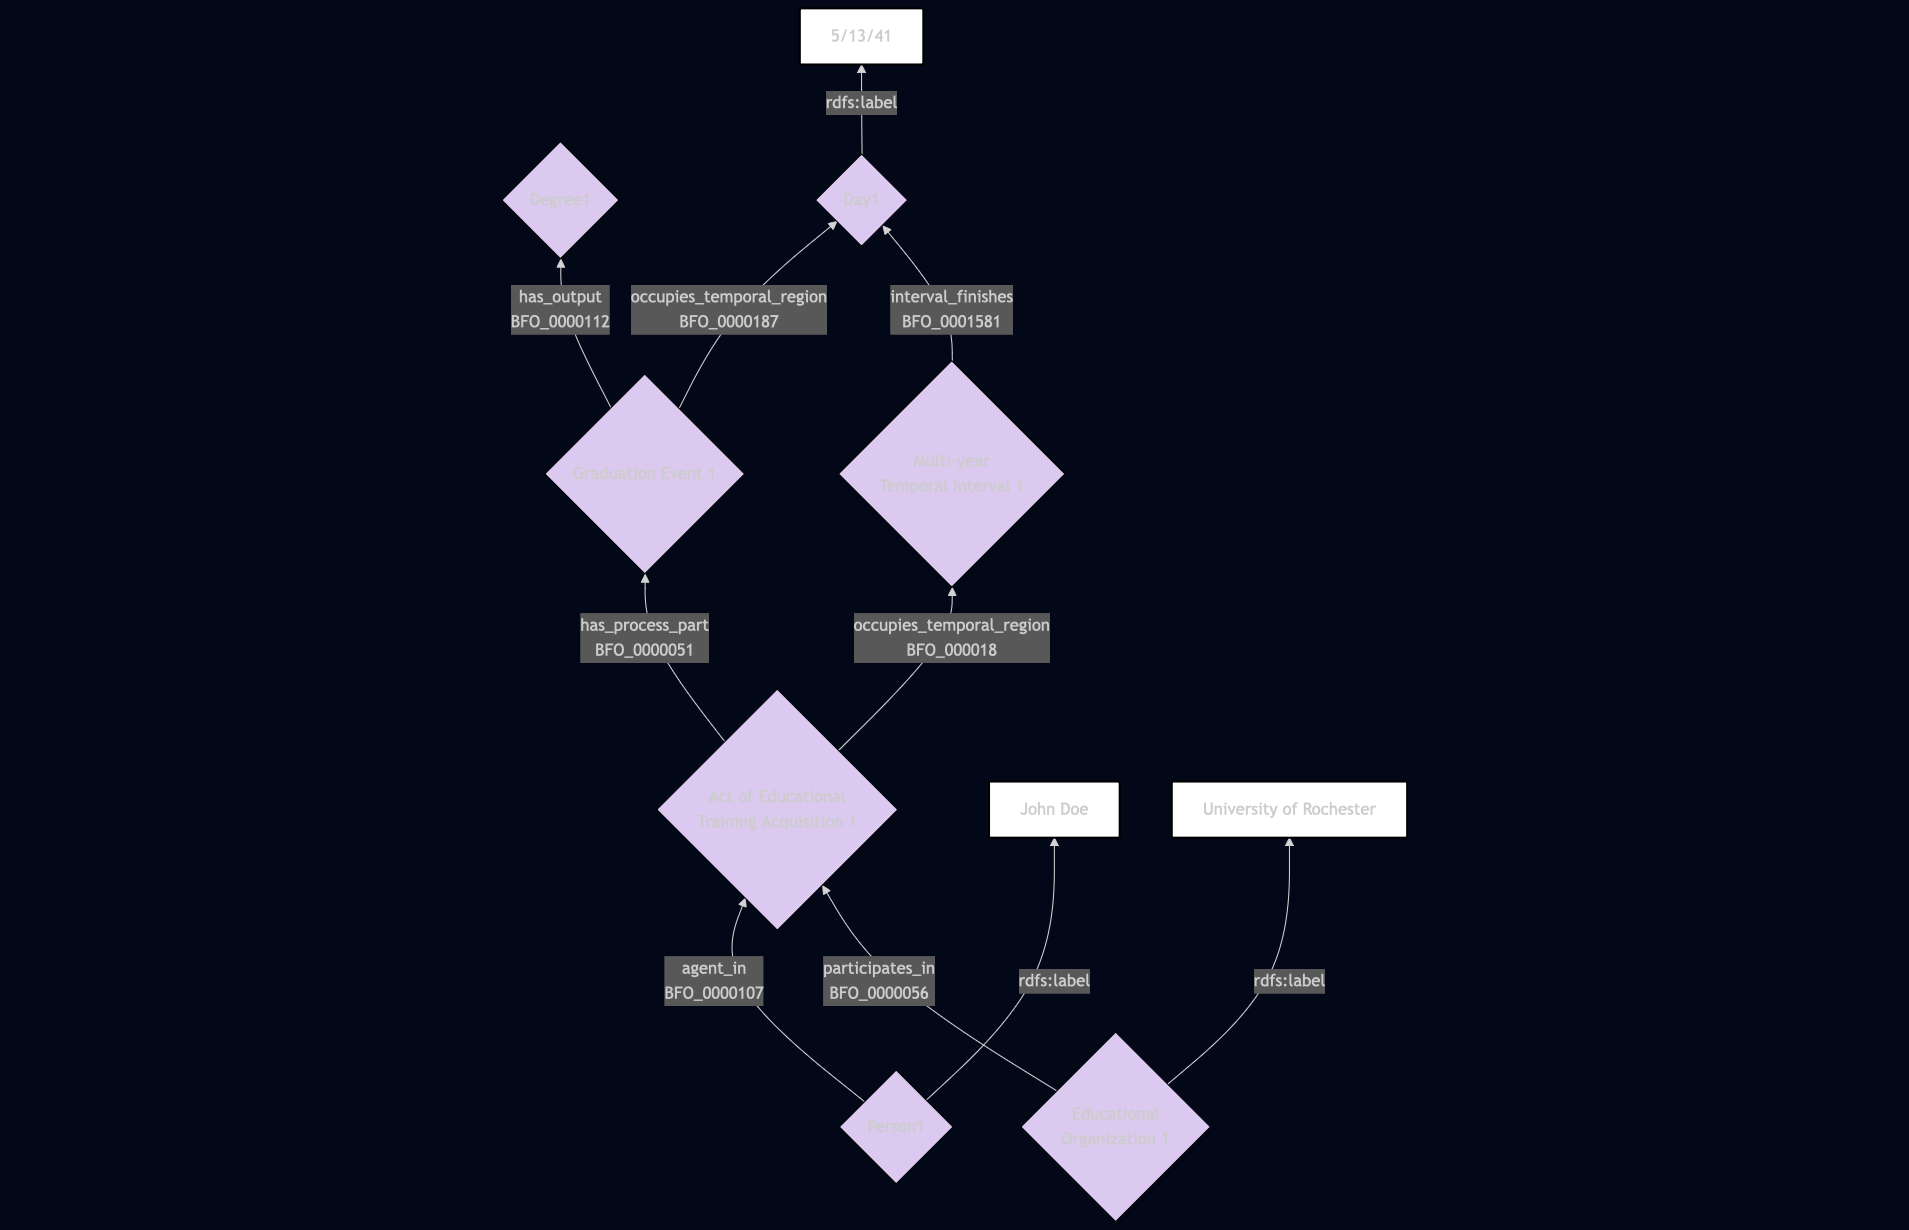 5/13/41
rdfs:label
Degree1
Day1
has_output
BFO_0000112
occupies_temporal_region
BFO_0000187
interval_finishes
BFO_0001581
Graduation Event 1
Multi-year
Temporal Interval 1
has_process_part
BFO_0000051
occupies_temporal_region
BFO_000018
Act of Educational
Training Acquisition 1
John Doe
University of Rochester
agent_in
BFO_0000107
participates_in
BFO_0000056
rdfs:label
rdfs:label
Person1
Educational
Organization 1